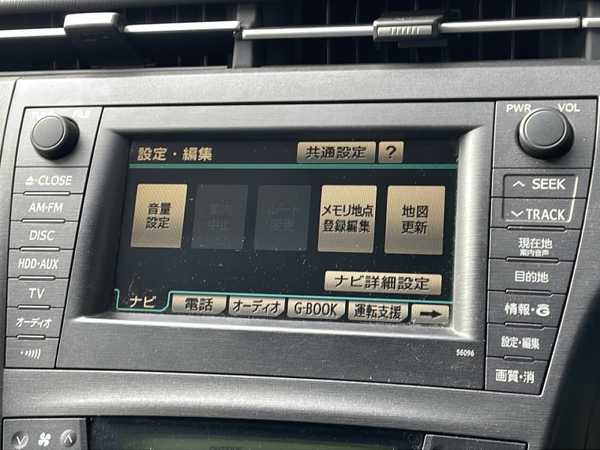 PWR
VOL
設定・編集
共通設定
?
⏏・CLOSE
AM・FM
DISC
HDD・AUX
TV
オーディオ
音量
設定
メモリ地点
登録編集
地図
更新
ナビ詳細設定
ナビ
電話
オーディオ
G-BOOK
運転支援
56096
SEEK
TRACK
現在地
案内音声
目的地
情報・G
設定・編集
画質・消